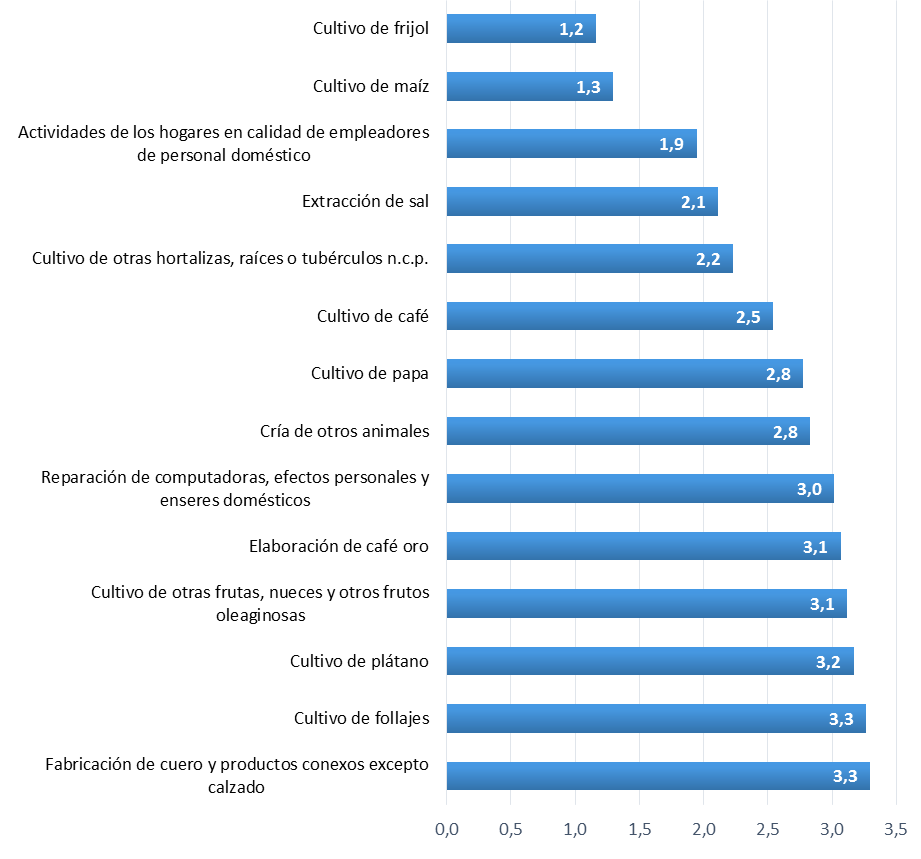 Cultivo de frijol
1,2
Cultivo de maíz
1,3
Actividades de los hogares en calidad de empleadores
de personal doméstico
1,9
Extracción de sal
2,1
Cultivo de otras hortalizas, raíces o tubérculos n.c.p.
2,2
Cultivo de café
2,5
Cultivo de papa
2,8
Cría de otros animales
2,8
Reparación de computadoras, efectos personales y
enseres domésticos
3,0
Elaboración de café oro
3,1
Cultivo de otras frutas, nueces y otros frutos
oleaginosas
3,1
Cultivo de plátano
3,2
Cultivo de follajes
3,3
Fabricación de cuero y productos conexos excepto
calzado
3,3
0,0 0,5 1,0 1,5 2,0 2,5 3,0 3,5